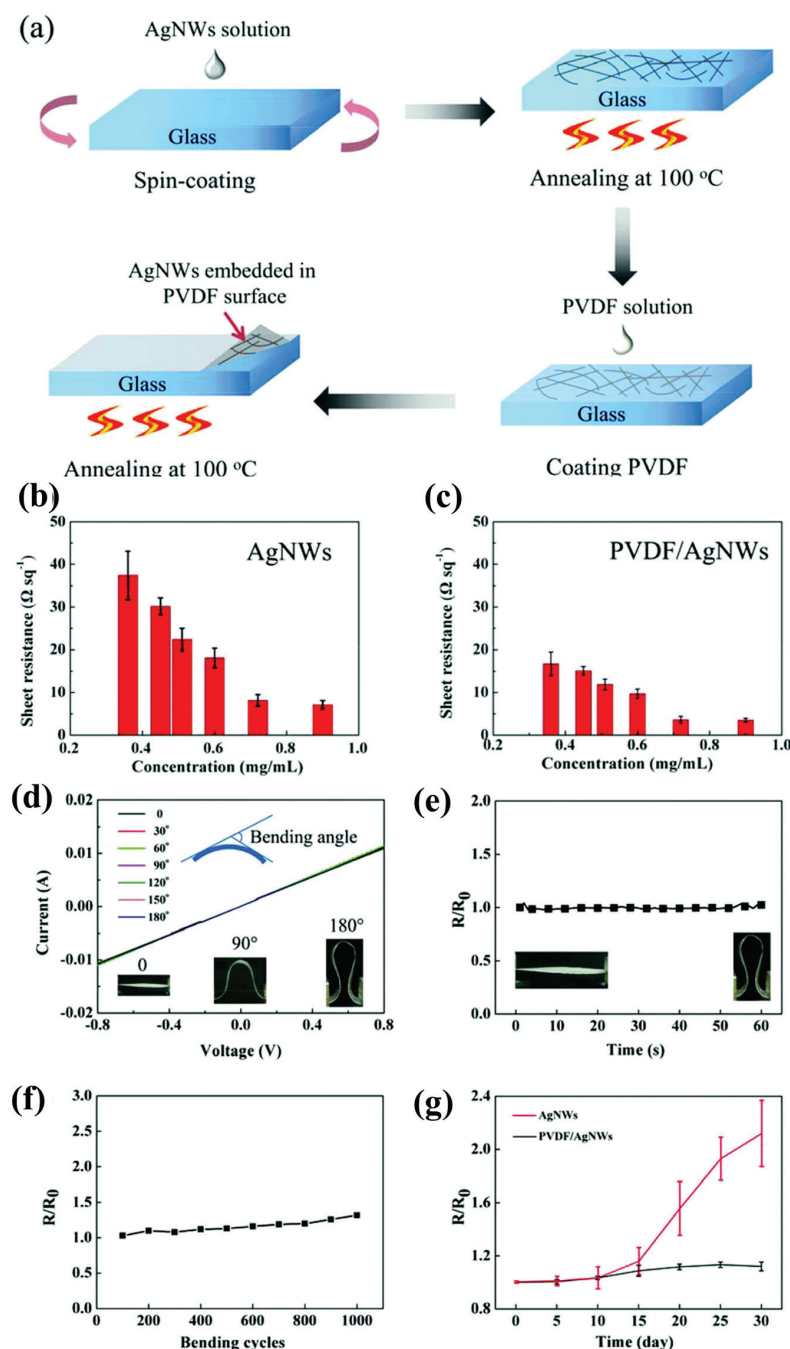 (a)
AgNWs solution
Glass
Spin-coating
Glass
Annealing at 100 °C
AgNWs embedded in
PVDF surface
Glass
Annealing at 100 °C
PVDF solution
Glass
Coating PVDF
(b)
AgNWs
Sheet resistance (Ω sq⁻¹)
50
40
30
20
10
0
0.2 0.4 0.6 0.8 1.0
Concentration (mg/mL)
(c)
PVDF/AgNWs
Sheet resistance (Ω sq⁻¹)
50
40
30
20
10
0
0.2 0.4 0.6 0.8 1.0
Concentration (mg/mL)
(d)
Current (A)
0.02
0.01
0.00
-0.01
-0.02
0
30°
60°
90°
120°
150°
180°
Bending angle
0
90°
180°
-0.8 -0.4 0.0 0.4 0.8
Voltage (V)
(e)
R/R₀
2.0
1.5
1.0
0.5
0.0
0 10 20 30 40 50 60
Time (s)
(f)
R/R₀
3.0
2.5
2.0
1.5
1.0
0.5
0.0
200 400 600 800 1000
Bending cycles
(g)
R/R₀
2.4
2.0
1.6
1.2
0.8
AgNWs
PVDF/AgNWs
0 5 10 15 20 25 30
Time (day)